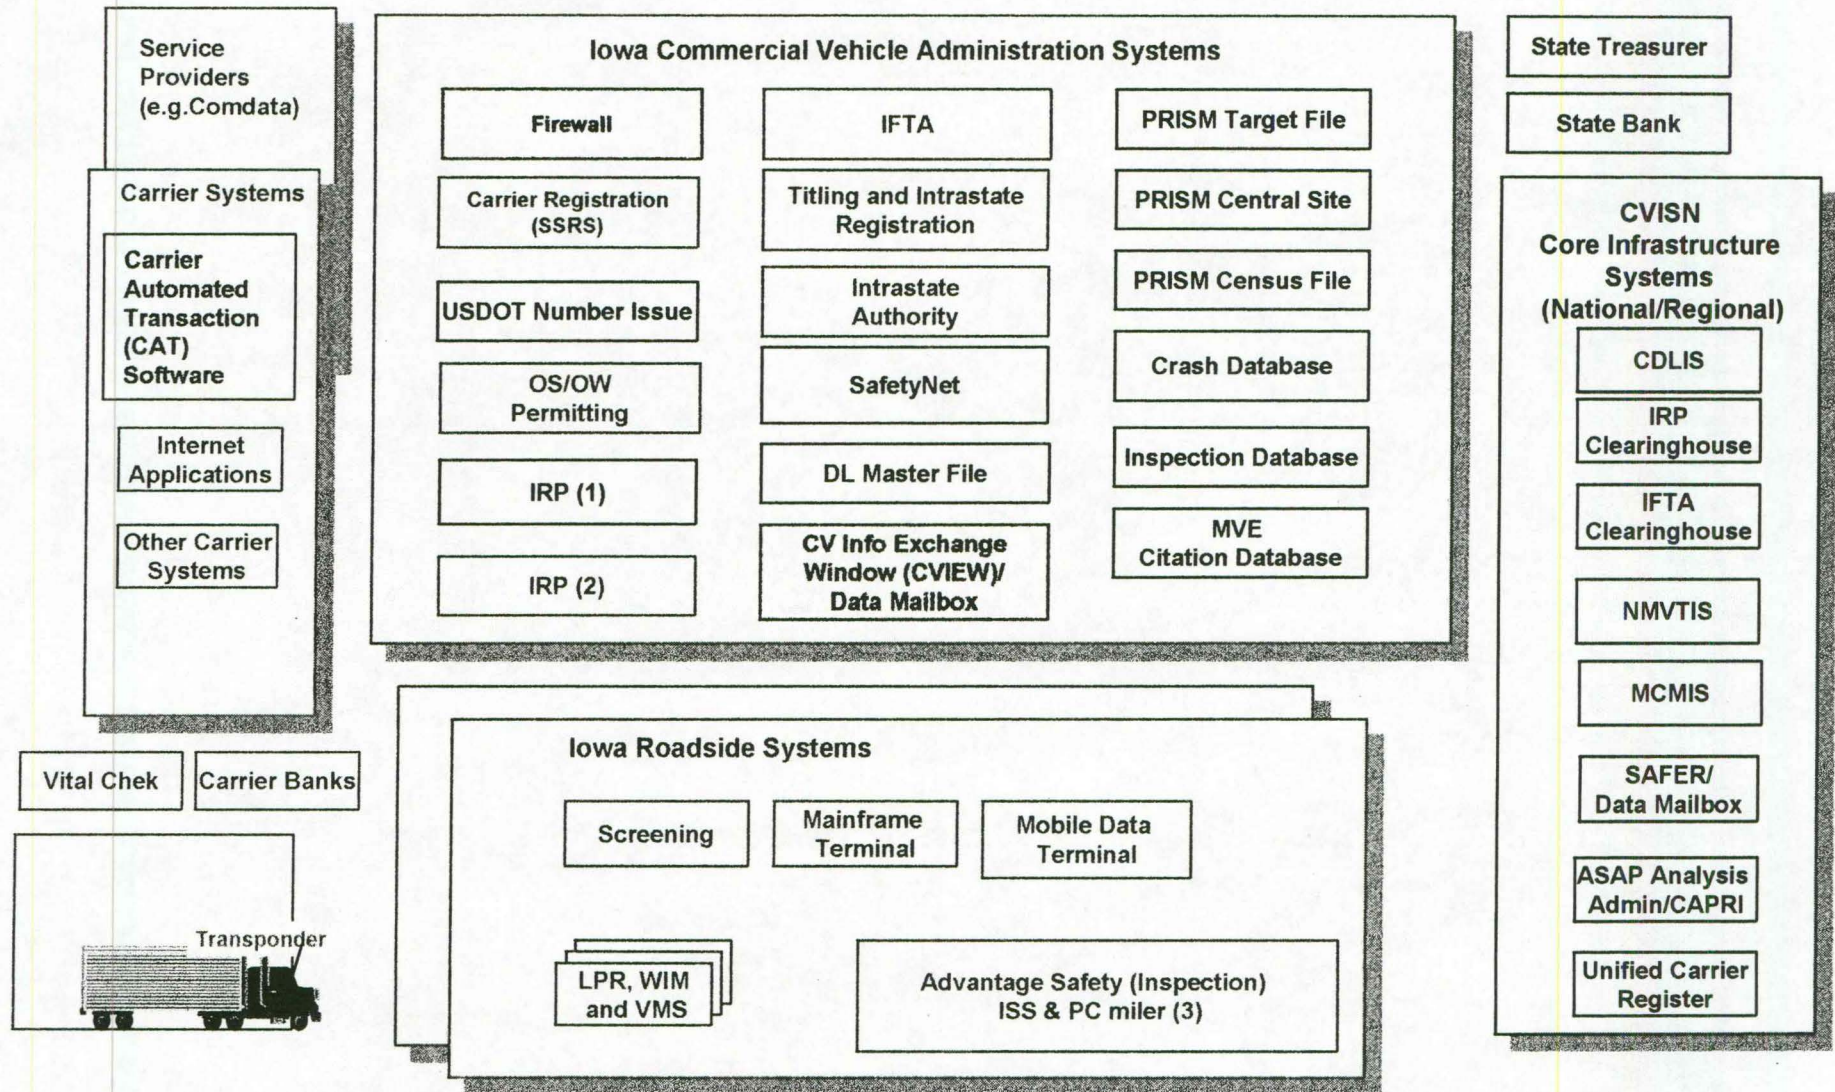 Service
Providers
(e.g.Comdata)
Carrier Systems
Carrier
Automated
Transaction
(CAT)
Software
Internet
Applications
Other Carrier
Systems
Vital Chek
Carrier Banks
Transponder
Iowa Commercial Vehicle Administration Systems
Firewall
Carrier Registration
(SSRS)
USDOT Number Issue
OS/OW
Permitting
IRP (1)
IRP (2)
IFTA
Titling and Intrastate
Registration
Intrastate
Authority
SafetyNet
DL Master File
CV Info Exchange
Window (CVIEW)/
Data Mailbox
PRISM Target File
PRISM Central Site
PRISM Census File
Crash Database
Inspection Database
MVE
Citation Database
Iowa Roadside Systems
Screening
Mainframe
Terminal
Mobile Data
Terminal
LPR, WIM
and VMS
Advantage Safety (Inspection)
ISS & PC miler (3)
State Treasurer
State Bank
CVISN
Core Infrastructure
Systems
(National/Regional)
CDLIS
IRP
Clearinghouse
IFTA
Clearinghouse
NMVTIS
MCMIS
SAFER/
Data Mailbox
ASAP Analysis
Admin/CAPRI
Unified Carrier
Register